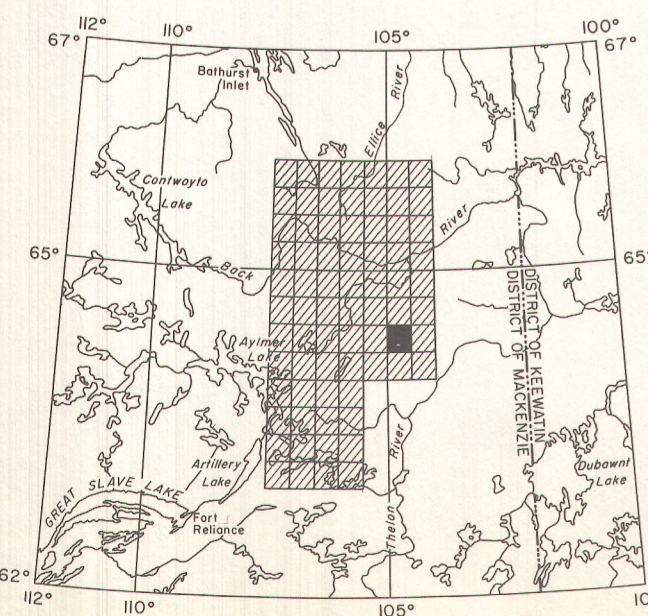 112°
110°
105°
100°
67°
67°
Bathurst
Inlet
River
Ellice
Contwoyto
Lake
River
65°
65°
Back
DISTRICT OF KEEWATIN
DISTRICT OF MACKENZIE
Aylmer
Lake
River
Artillery
Lake
Dubawnt
Lake
GREAT SLAVE LAKE
Fort
Reliance
Thelon
62°
112°
110°
105°